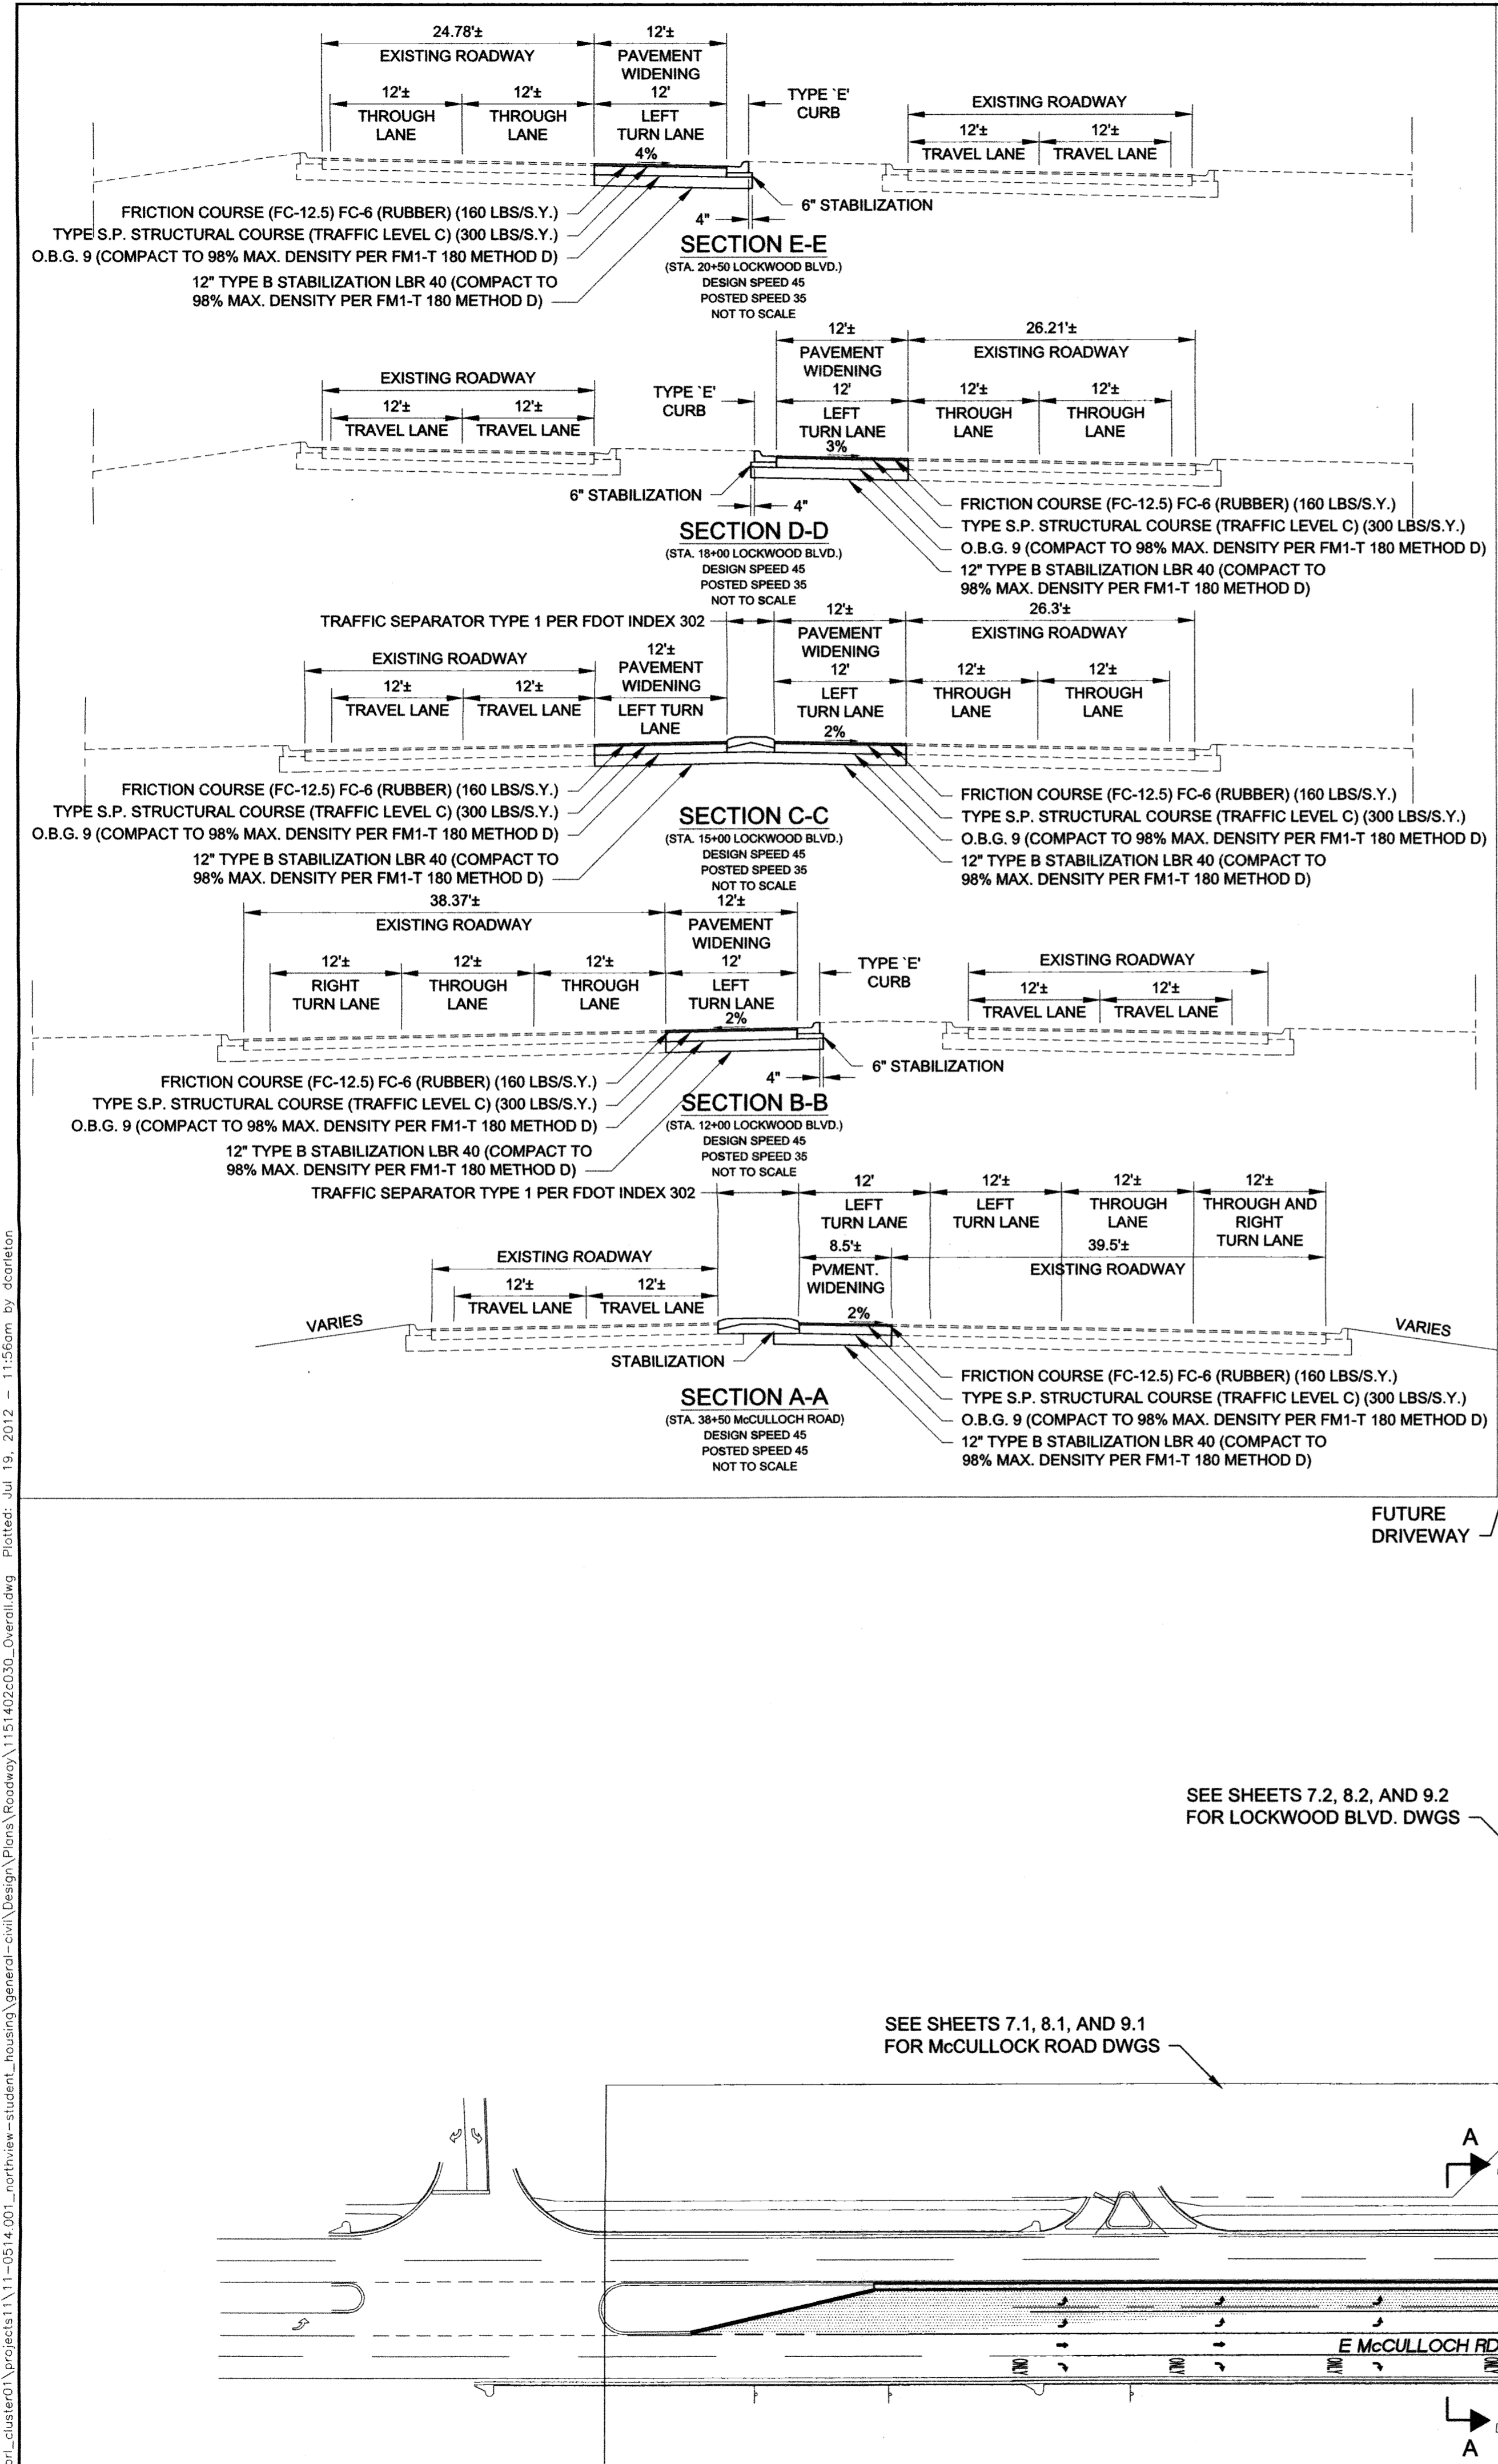 24.78'±
12'±
EXISTING ROADWAY
PAVEMENT
WIDENING
12'±
12'±
12'
THROUGH
LANE
THROUGH
LANE
LEFT
TURN LANE
TYPE `E'
CURB
EXISTING ROADWAY
12'±
12'±
TRAVEL LANE
TRAVEL LANE
4%
FRICTION COURSE (FC-12.5) FC-6 (RUBBER) (160 LBS/S.Y.)
TYPE S.P. STRUCTURAL COURSE (TRAFFIC LEVEL C) (300 LBS/S.Y.)
O.B.G. 9 (COMPACT TO 98% MAX. DENSITY PER FM1-T 180 METHOD D)
12" TYPE B STABILIZATION LBR 40 (COMPACT TO
98% MAX. DENSITY PER FM1-T 180 METHOD D)
6" STABILIZATION
4"
SECTION E-E
(STA. 20+50 LOCKWOOD BLVD.)
DESIGN SPEED 45
POSTED SPEED 35
NOT TO SCALE
12'±
26.21'±
PAVEMENT
WIDENING
EXISTING ROADWAY
EXISTING ROADWAY
12'±
12'±
TRAVEL LANE
TRAVEL LANE
TYPE `E'
CURB
12'
12'±
12'±
LEFT
TURN LANE
THROUGH
LANE
THROUGH
LANE
3%
6" STABILIZATION
4"
FRICTION COURSE (FC-12.5) FC-6 (RUBBER) (160 LBS/S.Y.)
TYPE S.P. STRUCTURAL COURSE (TRAFFIC LEVEL C) (300 LBS/S.Y.)
O.B.G. 9 (COMPACT TO 98% MAX. DENSITY PER FM1-T 180 METHOD D)
12" TYPE B STABILIZATION LBR 40 (COMPACT TO
98% MAX. DENSITY PER FM1-T 180 METHOD D)
SECTION D-D
(STA. 18+00 LOCKWOOD BLVD.)
DESIGN SPEED 45
POSTED SPEED 35
NOT TO SCALE
TRAFFIC SEPARATOR TYPE 1 PER FDOT INDEX 302
12'±
26.3'±
PAVEMENT
WIDENING
EXISTING ROADWAY
EXISTING ROADWAY
12'±
PAVEMENT
WIDENING
12'±
12'±
TRAVEL LANE
TRAVEL LANE
LEFT TURN
LANE
12'
12'±
12'±
LEFT
TURN LANE
THROUGH
LANE
THROUGH
LANE
2%
FRICTION COURSE (FC-12.5) FC-6 (RUBBER) (160 LBS/S.Y.)
TYPE S.P. STRUCTURAL COURSE (TRAFFIC LEVEL C) (300 LBS/S.Y.)
O.B.G. 9 (COMPACT TO 98% MAX. DENSITY PER FM1-T 180 METHOD D)
12" TYPE B STABILIZATION LBR 40 (COMPACT TO
98% MAX. DENSITY PER FM1-T 180 METHOD D)
FRICTION COURSE (FC-12.5) FC-6 (RUBBER) (160 LBS/S.Y.)
TYPE S.P. STRUCTURAL COURSE (TRAFFIC LEVEL C) (300 LBS/S.Y.)
O.B.G. 9 (COMPACT TO 98% MAX. DENSITY PER FM1-T 180 METHOD D)
12" TYPE B STABILIZATION LBR 40 (COMPACT TO
98% MAX. DENSITY PER FM1-T 180 METHOD D)
SECTION C-C
(STA. 15+00 LOCKWOOD BLVD.)
DESIGN SPEED 45
POSTED SPEED 35
NOT TO SCALE
38.37'±
12'±
EXISTING ROADWAY
PAVEMENT
WIDENING
12'±
12'±
12'±
12'
RIGHT
TURN LANE
THROUGH
LANE
THROUGH
LANE
LEFT
TURN LANE
TYPE `E'
CURB
EXISTING ROADWAY
12'±
12'±
TRAVEL LANE
TRAVEL LANE
2%
FRICTION COURSE (FC-12.5) FC-6 (RUBBER) (160 LBS/S.Y.)
TYPE S.P. STRUCTURAL COURSE (TRAFFIC LEVEL C) (300 LBS/S.Y.)
O.B.G. 9 (COMPACT TO 98% MAX. DENSITY PER FM1-T 180 METHOD D)
12" TYPE B STABILIZATION LBR 40 (COMPACT TO
98% MAX. DENSITY PER FM1-T 180 METHOD D)
6" STABILIZATION
4"
SECTION B-B
(STA. 12+00 LOCKWOOD BLVD.)
DESIGN SPEED 45
POSTED SPEED 35
NOT TO SCALE
TRAFFIC SEPARATOR TYPE 1 PER FDOT INDEX 302
12'
12'±
12'±
12'±
LEFT
TURN LANE
LEFT
TURN LANE
THROUGH
LANE
THROUGH AND
RIGHT
TURN LANE
EXISTING ROADWAY
12'±
12'±
TRAVEL LANE
TRAVEL LANE
8.5'±
39.5'±
PVMENT.
WIDENING
EXISTING ROADWAY
2%
VARIES
VARIES
STABILIZATION
FRICTION COURSE (FC-12.5) FC-6 (RUBBER) (160 LBS/S.Y.)
TYPE S.P. STRUCTURAL COURSE (TRAFFIC LEVEL C) (300 LBS/S.Y.)
O.B.G. 9 (COMPACT TO 98% MAX. DENSITY PER FM1-T 180 METHOD D)
12" TYPE B STABILIZATION LBR 40 (COMPACT TO
98% MAX. DENSITY PER FM1-T 180 METHOD D)
SECTION A-A
(STA. 38+50 McCULLOCH ROAD)
DESIGN SPEED 45
POSTED SPEED 45
NOT TO SCALE
FUTURE
DRIVEWAY
SEE SHEETS 7.2, 8.2, AND 9.2
FOR LOCKWOOD BLVD. DWGS
SEE SHEETS 7.1, 8.1, AND 9.1
FOR McCULLOCK ROAD DWGS
A
E McCULLOCH RD
ONLY
ONLY
ONLY
ONLY
A
orl_cluster01\projects11\11-0514.001_northview-student_housing\general-civil\Design\Plans\Roadway\1151402c030_Overall.dwg Plotted: Jul 19, 2012 - 11:56am by dcarleton